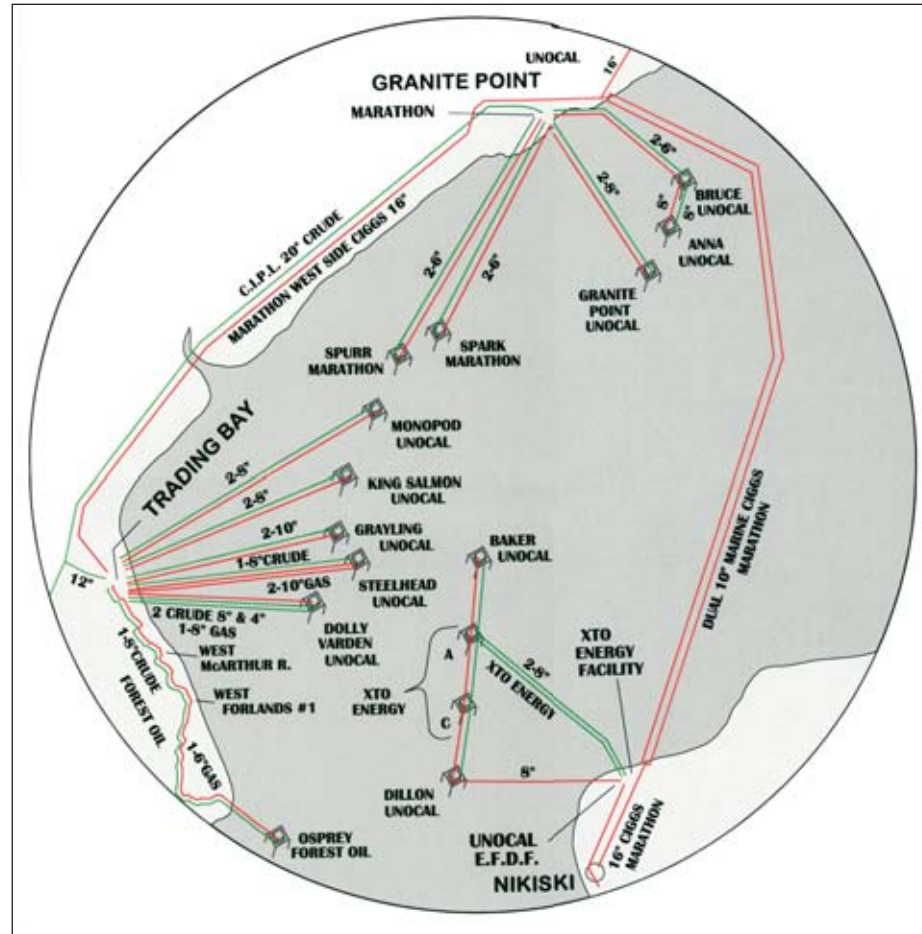 UNOCAL
16"
GRANITE POINT
MARATHON
2-6"
BRUCE
UNOCAL
8"
8"
ANNA
UNOCAL
2-8"
GRANITE
POINT
UNOCAL
C.I.P.L. 20" CRUDE
MARATHON WEST SIDE CIGGS 16"
2-6"
2-6"
SPURR
MARATHON
SPARK
MARATHON
TRADING BAY
MONOPOD
UNOCAL
2-8"
KING SALMON
UNOCAL
2-8"
GRAYLING
UNOCAL
2-10"
1-8"CRUDE
STEELHEAD
UNOCAL
2-10"GAS
12"
2 CRUDE 8" & 4"
1-8" GAS
DOLLY
VARDEN
UNOCAL
BAKER
UNOCAL
DUAL 10" MARINE CIGGS
MARATHON
WEST
McARTHUR R.
WEST
FORLANDS #1
1-8"CRUDE
FOREST OIL
1-6"GAS
XTO
ENERGY
A
C
2-8"
XTO ENERGY
XTO
ENERGY
FACILITY
DILLON
UNOCAL
8"
OSPREY
FOREST OIL
UNOCAL
E.F.D.F.
NIKISKI
16" CIGGS
MARATHON